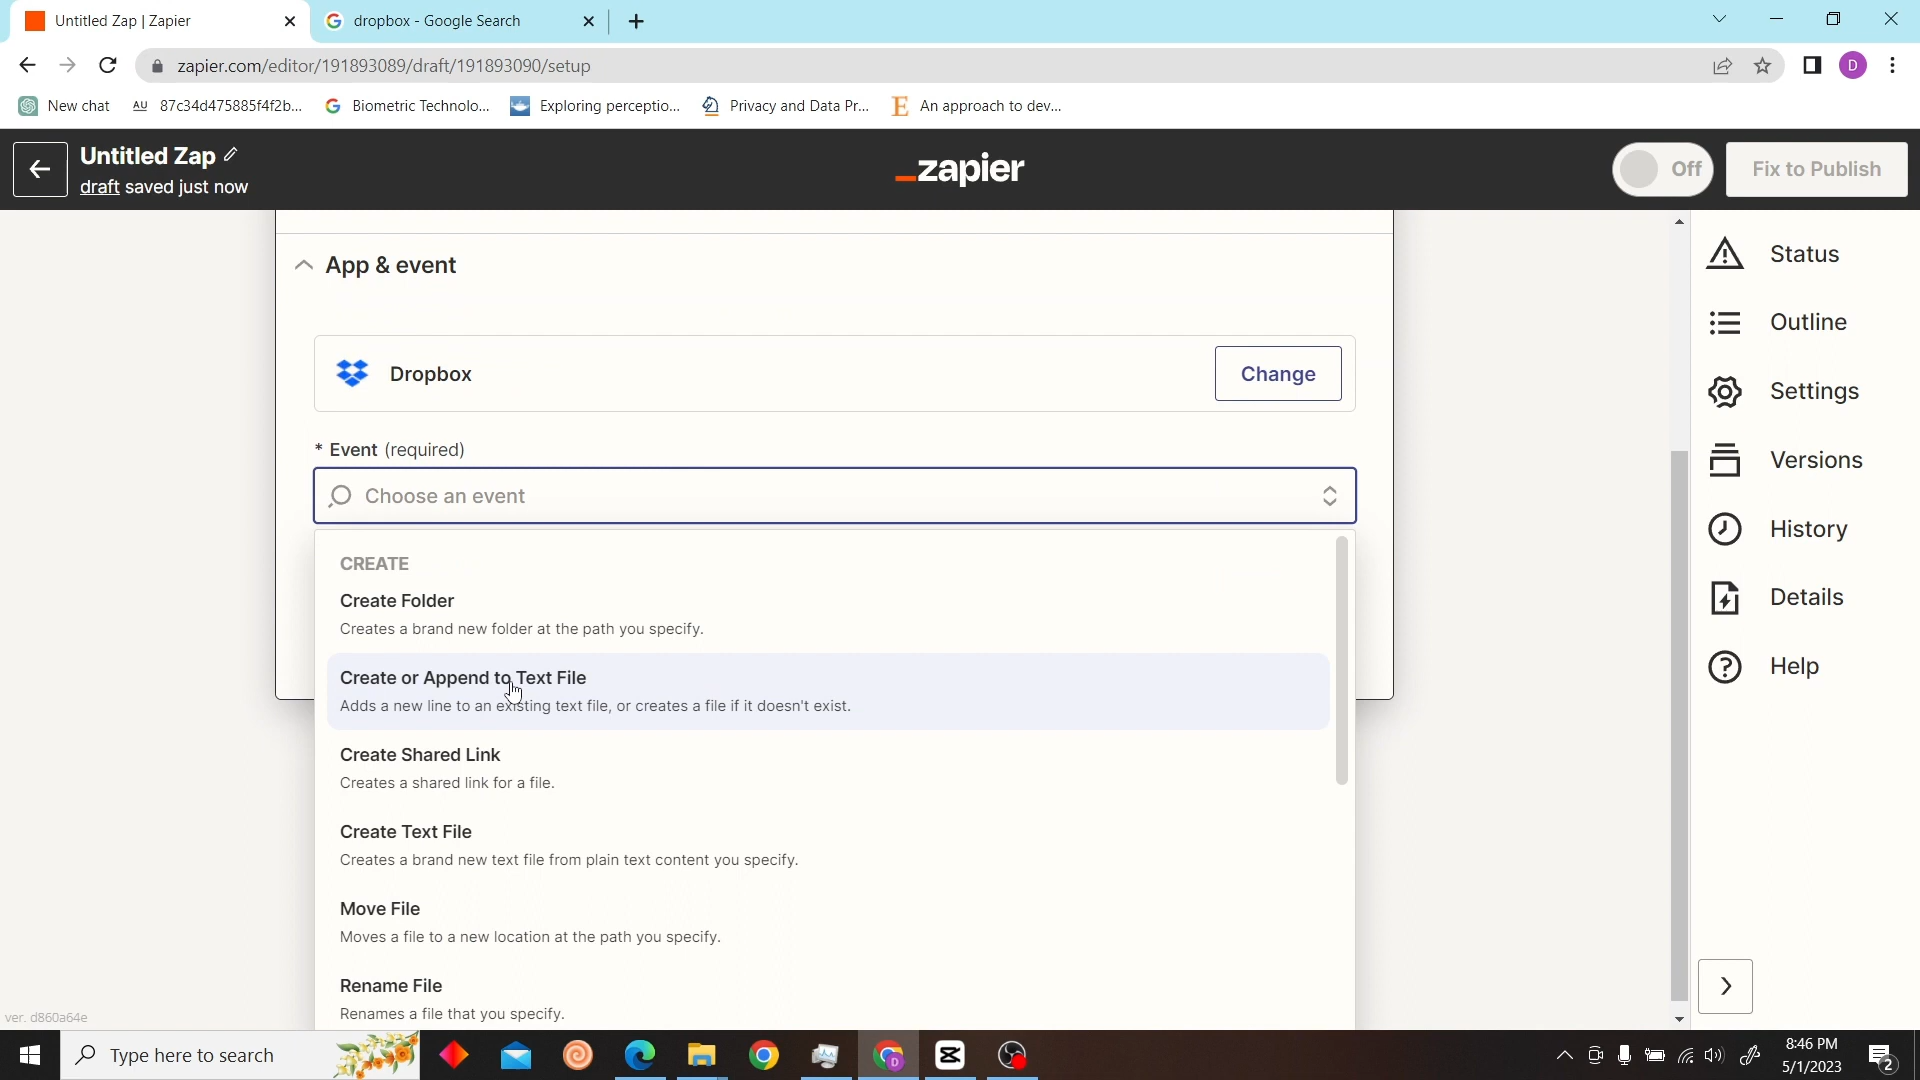 Untitled Zap | Zapier
dropbox - Google Search
zapier.com/editor/191893089/draft/191893090/setup
D
New chat
AU 87c34d475885f4f2b...
Biometric Technolo...
Exploring perceptio...
Privacy and Data Pr...
E An approach to dev...
Untitled Zap
draft saved just now
_zapier
Off
Fix to Publish
App & event
Dropbox
Change
* Event (required)
Choose an event
CREATE
Create Folder
Creates a brand new folder at the path you specify.
Create or Append to Text File
Adds a new line to an existing text file, or creates a file if it doesn't exist.
Create Shared Link
Creates a shared link for a file.
Create Text File
Creates a brand new text file from plain text content you specify.
Move File
Moves a file to a new location at the path you specify.
Rename File
Renames a file that you specify.
Status
Outline
Settings
Versions
History
Details
Help
ver. d860a64e
Type here to search
D
8:46 PM
5/1/2023
2